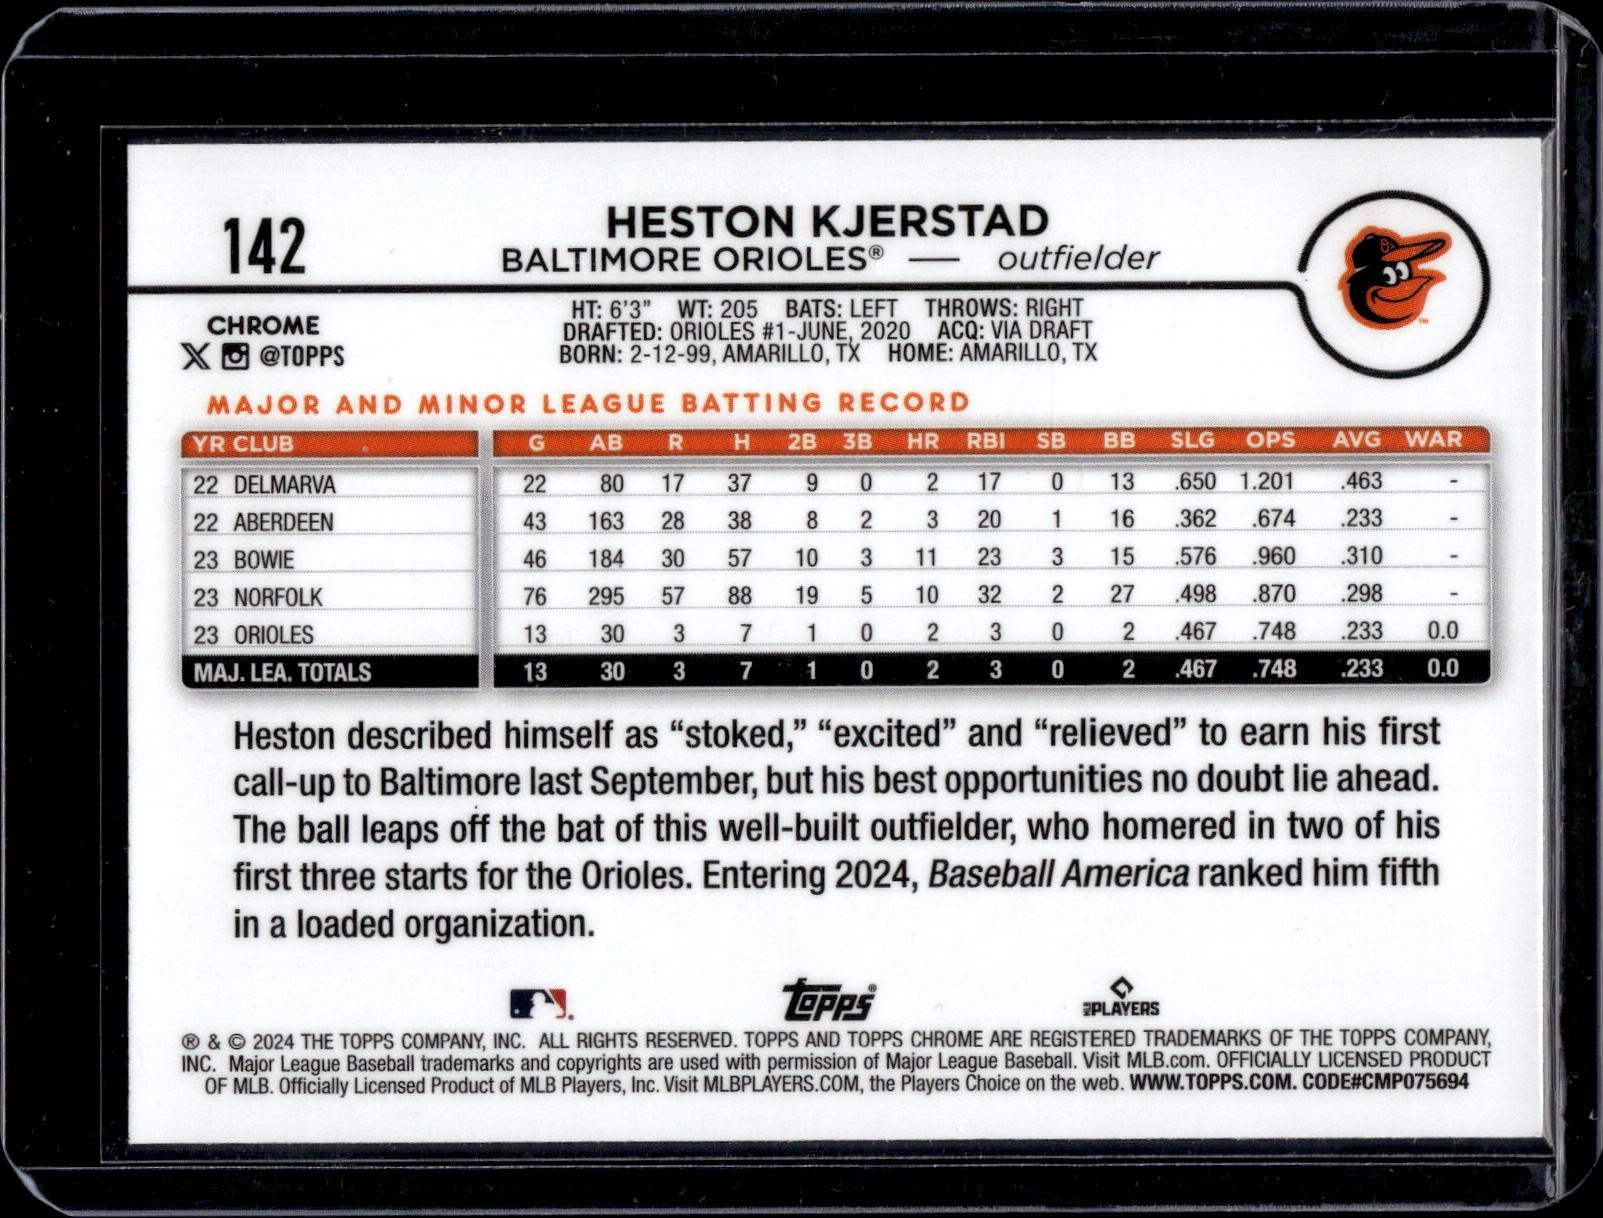 142
HESTON KJERSTAD
BALTIMORE ORIOLES® — outfielder
CHROME
@TOPPS
HT: 6'3" WT: 205 BATS: LEFT THROWS: RIGHT
DRAFTED: ORIOLES #1-JUNE, 2020 ACQ: VIA DRAFT
BORN: 2-12-99, AMARILLO, TX HOME: AMARILLO, TX
MAJOR AND MINOR LEAGUE BATTING RECORD
YR CLUB G AB R H 2B 3B HR RBI SB BB SLG OPS AVG WAR
22 DELMARVA 22 80 17 37 9 0 2 17 0 13 .650 1.201 .463 -
22 ABERDEEN 43 163 28 38 8 2 3 20 1 16 .362 .674 .233 -
23 BOWIE 46 184 30 57 10 3 11 23 3 15 .576 .960 .310 -
23 NORFOLK 76 295 57 88 19 5 10 32 2 27 .498 .870 .298 -
23 ORIOLES 13 30 3 7 1 0 2 3 0 2 .467 .748 .233 0.0
MAJ. LEA. TOTALS 13 30 3 7 1 0 2 3 0 2 .467 .748 .233 0.0
Heston described himself as “stoked,” “excited” and “relieved” to earn his first
call-up to Baltimore last September, but his best opportunities no doubt lie ahead.
The ball leaps off the bat of this well-built outfielder, who homered in two of his
first three starts for the Orioles. Entering 2024, Baseball America ranked him fifth
in a loaded organization.
Topps®
MLB PLAYERS
® & © 2024 THE TOPPS COMPANY, INC. ALL RIGHTS RESERVED. TOPPS AND TOPPS CHROME ARE REGISTERED TRADEMARKS OF THE TOPPS COMPANY,
INC. Major League Baseball trademarks and copyrights are used with permission of Major League Baseball. Visit MLB.com. OFFICIALLY LICENSED PRODUCT
OF MLB. Officially Licensed Product of MLB Players, Inc. Visit MLBPLAYERS.COM, the Players Choice on the web. WWW.TOPPS.COM. CODE#CMP075694